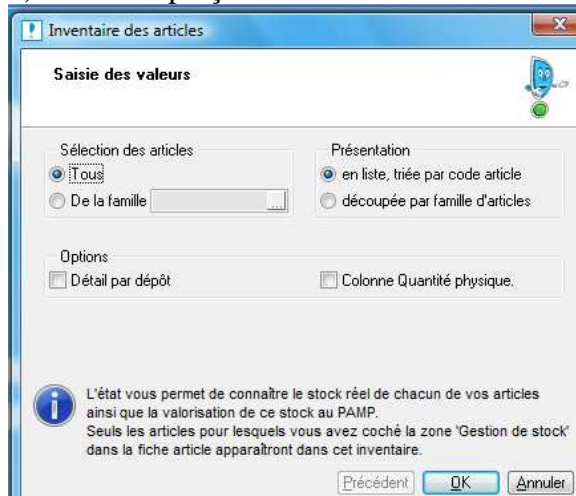 Inventaire des articles
Saisie des valeurs
Sélection des articles
Tous
De la famille
...
Présentation
en liste, triée par code article
découpée par famille d'articles
Options
Détail par dépôt
Colonne Quantité physique.
L'état vous permet de connaître le stock réel de chacun de vos articles
ainsi que la valorisation de ce stock au PAMP.
Seuls les articles pour lesquels vous avez coché la zone 'Gestion de stock'
dans la fiche article apparaîtront dans cet inventaire.
Précédent OK Annuler